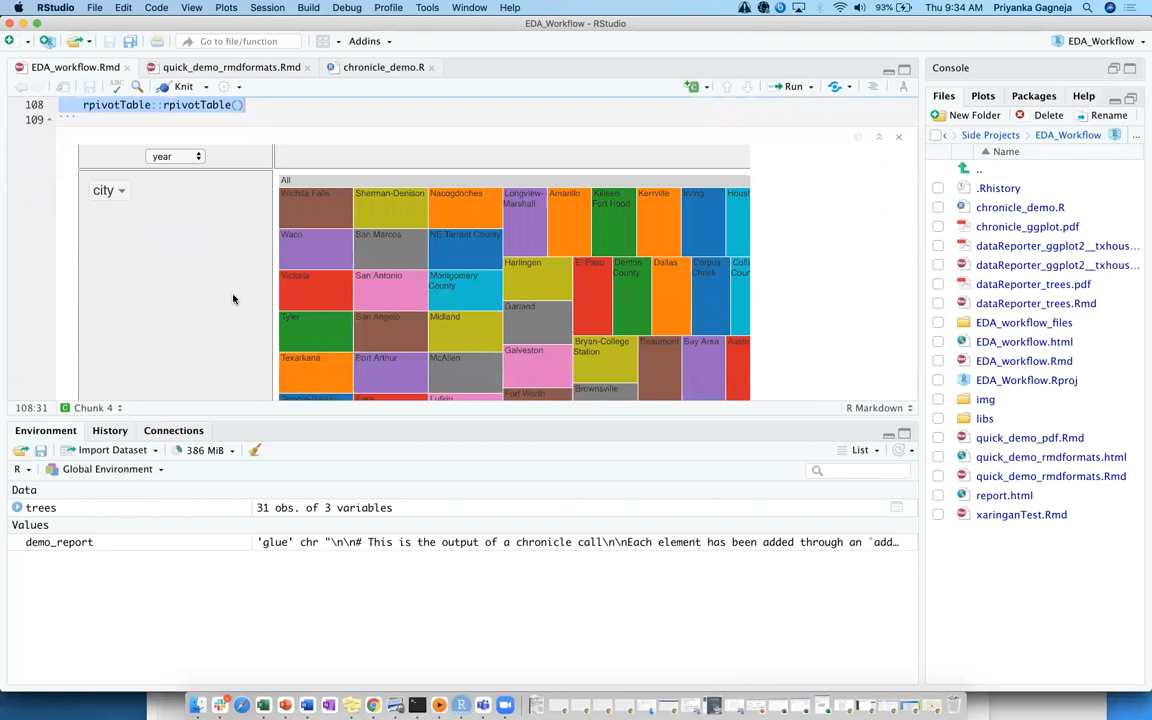 RStudio File Edit Code View Plots Session Build Debug Profile Tools Window Help 93% Thu 9:34 AM Priyanka Gagneja
EDA_Workflow - RStudio
Go to file/function Addins EDA_Workflow
EDA_workflow.Rmd quick_demo_rmdformats.Rmd chronicle_demo.R
Knit Run
108 rpivotTable::rpivotTable()
109 ```
year
city
All
Wichita Falls Sherman-Denison Nacogdoches Longview-Marshall Amarillo Killeen-Fort Hood Kerrville Irving Hous
Waco San Marcos NE Tarrant County
Harlingen El Paso Denton County Dallas Corpus Christi Colli Coun
Victoria San Antonio Montgomery County
Garland
Tyler San Angelo Midland
Bryan-College Station Beaumont Bay Area Austi
Galveston
Texarkana Port Arthur McAllen
Brownsville
Fort Worth
108:31 Chunk 4 R Markdown
Environment History Connections
Import Dataset 386 MiB List
R Global Environment
Data
trees 31 obs. of 3 variables
Values
demo_report 'glue' chr "\n\n# This is the output of a chronicle call\n\nEach element has been added through an `add…
Console
Files Plots Packages Help
New Folder Delete Rename
Side Projects EDA_Workflow ...
Name
..
.Rhistory
chronicle_demo.R
chronicle_ggplot.pdf
dataReporter_ggplot2__txhous...
dataReporter_ggplot2__txhous...
dataReporter_trees.pdf
dataReporter_trees.Rmd
EDA_workflow_files
EDA_workflow.html
EDA_workflow.Rmd
EDA_Workflow.Rproj
img
libs
quick_demo_pdf.Rmd
quick_demo_rmdformats.html
quick_demo_rmdformats.Rmd
report.html
xaringanTest.Rmd